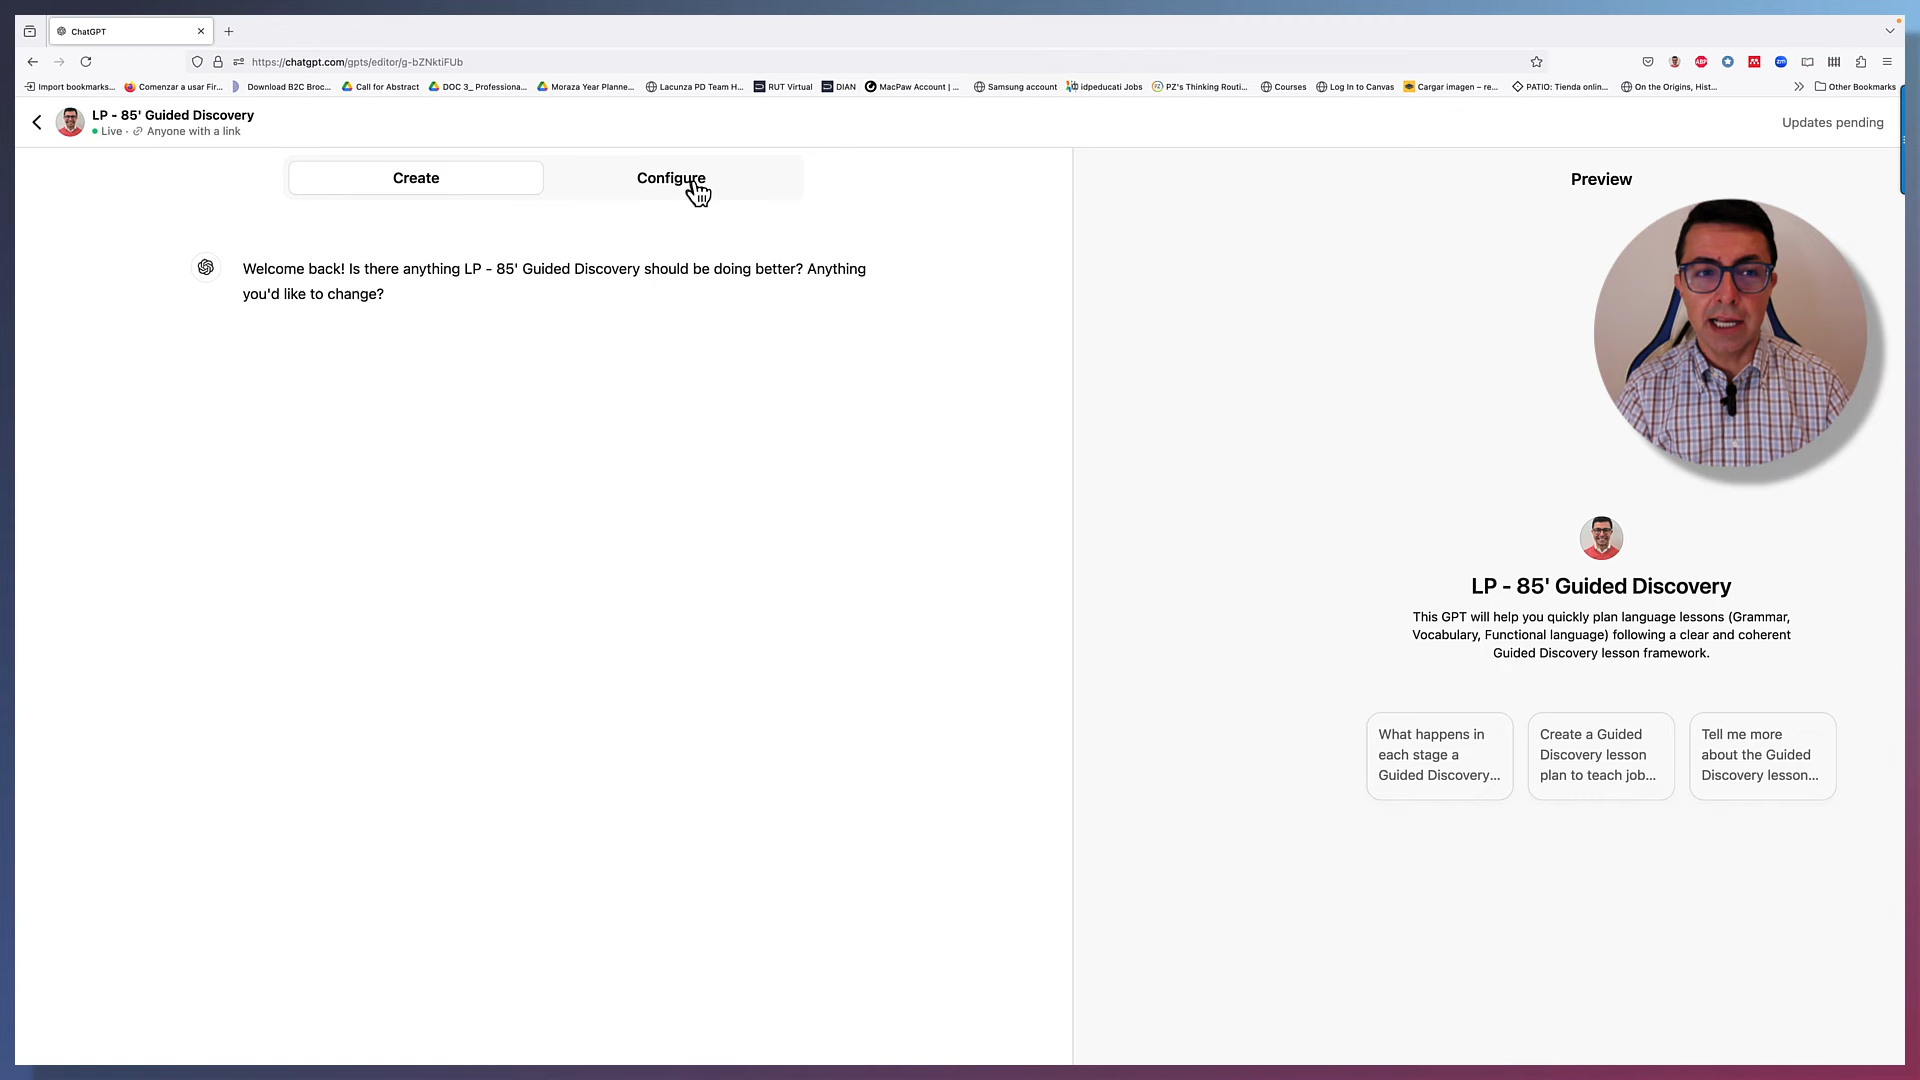 ChatGPT
https://chatgpt.com/gpts/editor/g-bZNktiFUb
Import bookmarks... Comenzar a usar Fir... Download B2C Broc... Call for Abstract DOC 3_ Professiona... Moraza Year Planne... Lacunza PD Team H... RUT Virtual DIAN MacPaw Account | ... Samsung account idpeducati Jobs PZ's Thinking Routi... Courses Log In to Canvas Cargar imagen – re... PATIO: Tienda onlin... On the Origins, Hist... Other Bookmarks
LP - 85' Guided Discovery
Live · Anyone with a link
Updates pending
Create
Configure
Preview
Welcome back! Is there anything LP - 85' Guided Discovery should be doing better? Anything
you'd like to change?
LP - 85' Guided Discovery
This GPT will help you quickly plan language lessons (Grammar,
Vocabulary, Functional language) following a clear and coherent
Guided Discovery lesson framework.
What happens in
each stage a
Guided Discovery...
Create a Guided
Discovery lesson
plan to teach job...
Tell me more
about the Guided
Discovery lesson...